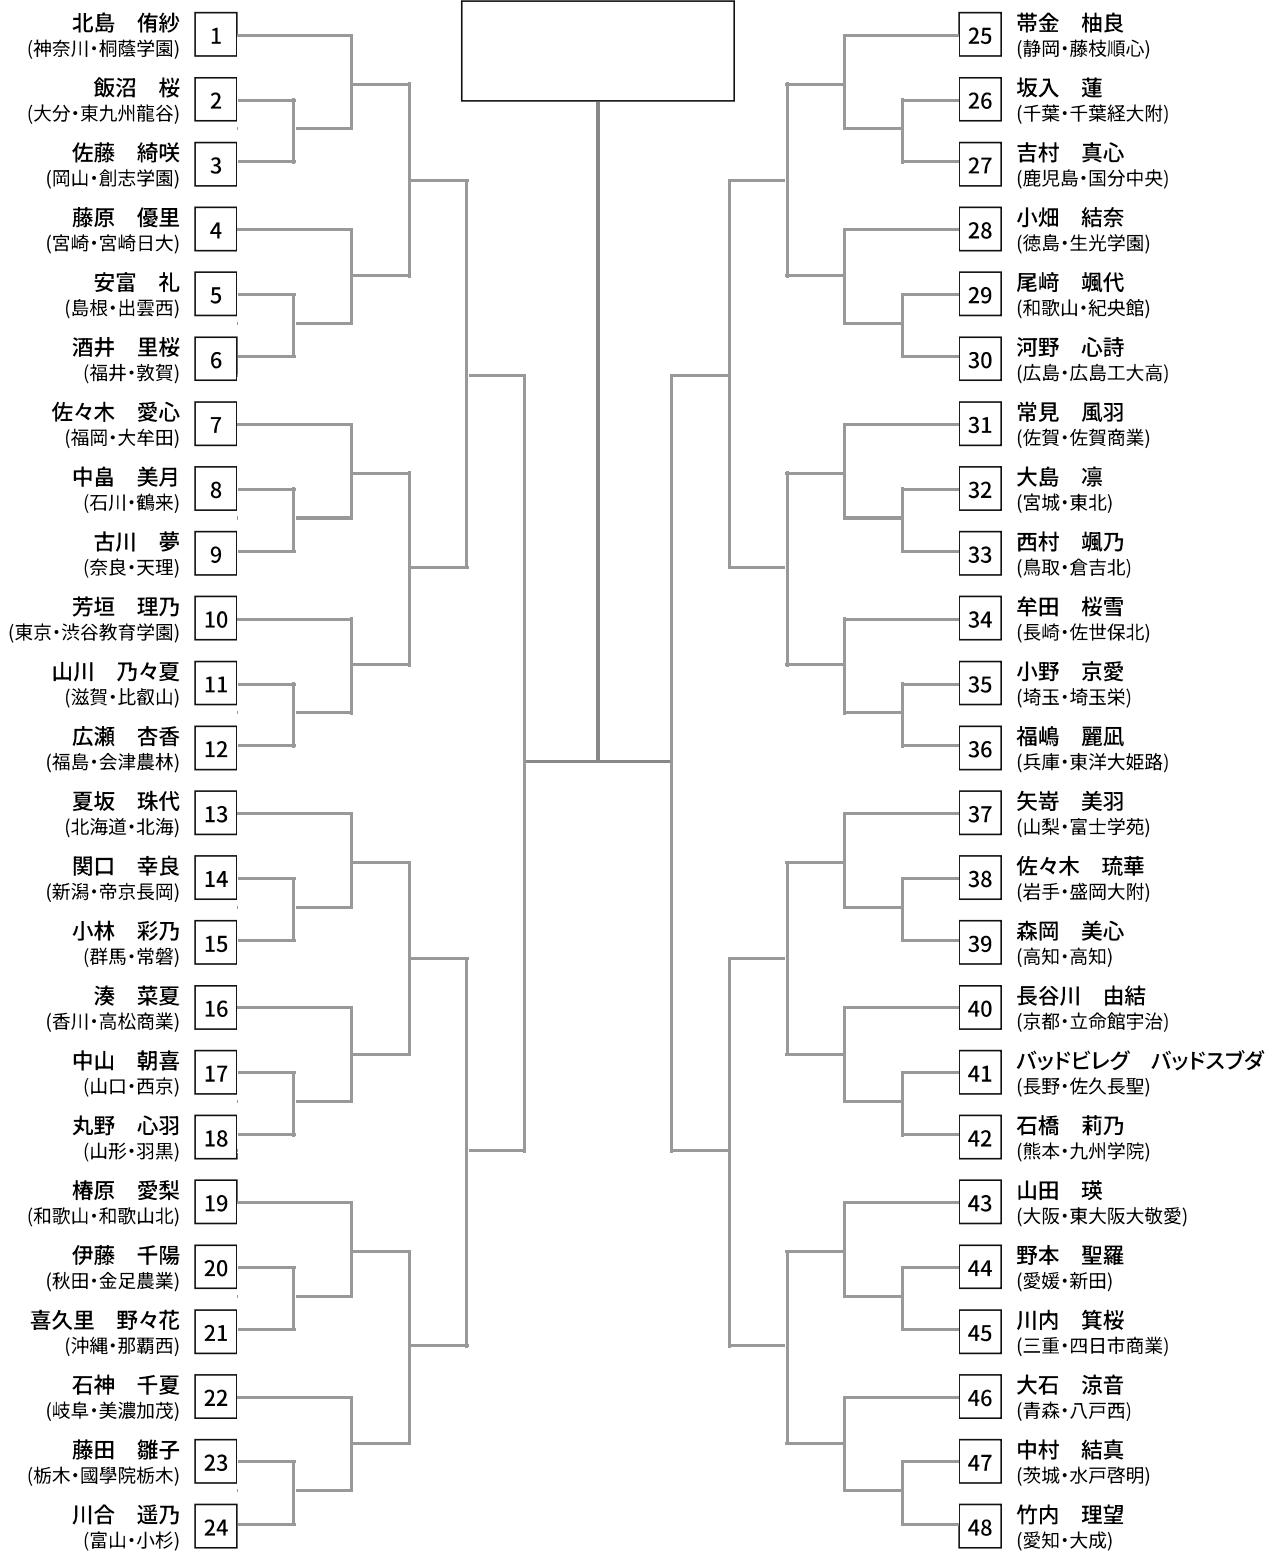 北島　侑紗
(神奈川・桐蔭学園)
1
飯沼　桜
(大分・東九州龍谷)
2
佐藤　綺咲
(岡山・創志学園)
3
藤原　優里
(宮崎・宮崎日大)
4
安富　礼
(島根・出雲西)
5
酒井　里桜
(福井・敦賀)
6
佐々木　愛心
(福岡・大牟田)
7
中畠　美月
(石川・鶴来)
8
古川　夢
(奈良・天理)
9
芳垣　理乃
(東京・渋谷教育学園)
10
山川　乃々夏
(滋賀・比叡山)
11
広瀬　杏香
(福島・会津農林)
12
夏坂　珠代
(北海道・北海)
13
関口　幸良
(新潟・帝京長岡)
14
小林　彩乃
(群馬・常磐)
15
湊　菜夏
(香川・高松商業)
16
中山　朝喜
(山口・西京)
17
丸野　心羽
(山形・羽黒)
18
椿原　愛梨
(和歌山・和歌山北)
19
伊藤　千陽
(秋田・金足農業)
20
喜久里　野々花
(沖縄・那覇西)
21
石神　千夏
(岐阜・美濃加茂)
22
藤田　雛子
(栃木・國學院栃木)
23
川合　遥乃
(富山・小杉)
24
25
帯金　柚良
(静岡・藤枝順心)
26
坂入　蓮
(千葉・千葉経大附)
27
吉村　真心
(鹿児島・国分中央)
28
小畑　結奈
(徳島・生光学園)
29
尾﨑　颯代
(和歌山・紀央館)
30
河野　心詩
(広島・広島工大高)
31
常見　風羽
(佐賀・佐賀商業)
32
大島　凛
(宮城・東北)
33
西村　颯乃
(鳥取・倉吉北)
34
牟田　桜雪
(長崎・佐世保北)
35
小野　京愛
(埼玉・埼玉栄)
36
福嶋　麗凪
(兵庫・東洋大姫路)
37
矢嵜　美羽
(山梨・富士学苑)
38
佐々木　琉華
(岩手・盛岡大附)
39
森岡　美心
(高知・高知)
40
長谷川　由結
(京都・立命館宇治)
41
バッドビレグ　バッドスブダ
(長野・佐久長聖)
42
石橋　莉乃
(熊本・九州学院)
43
山田　瑛
(大阪・東大阪大敬愛)
44
野本　聖羅
(愛媛・新田)
45
川内　箕桜
(三重・四日市商業)
46
大石　涼音
(青森・八戸西)
47
中村　結真
(茨城・水戸啓明)
48
竹内　理望
(愛知・大成)